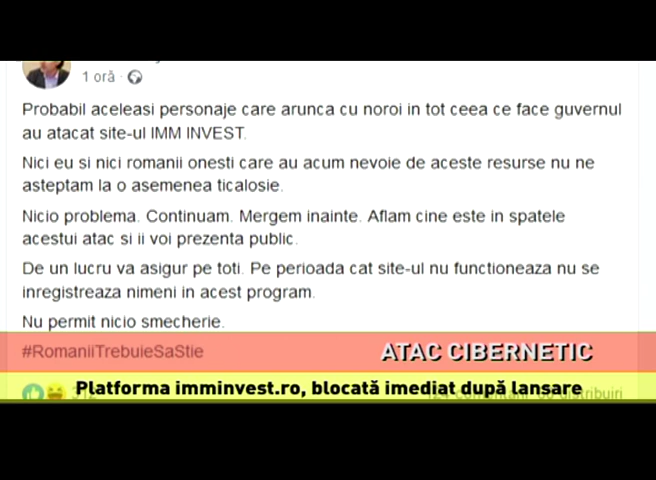 1 oră
Probabil aceleasi personaje care arunca cu noroi in tot ceea ce face guvernul
au atacat site-ul IMM INVEST.
Nici eu si nici romanii onesti care au acum nevoie de aceste resurse nu ne
asteptam la o asemenea ticalosie.
Nicio problema. Continuam. Mergem inainte. Aflam cine este in spatele
acestui atac si ii voi prezenta public.
De un lucru va asigur pe toti. Pe perioada cat site-ul nu functioneaza nu se
inregistreaza nimeni in acest program.
Nu permit nicio smecherie.
#RomaniiTrebuieSaStie
ATAC CIBERNETIC
Platforma imminvest.ro, blocată imediat după lansare